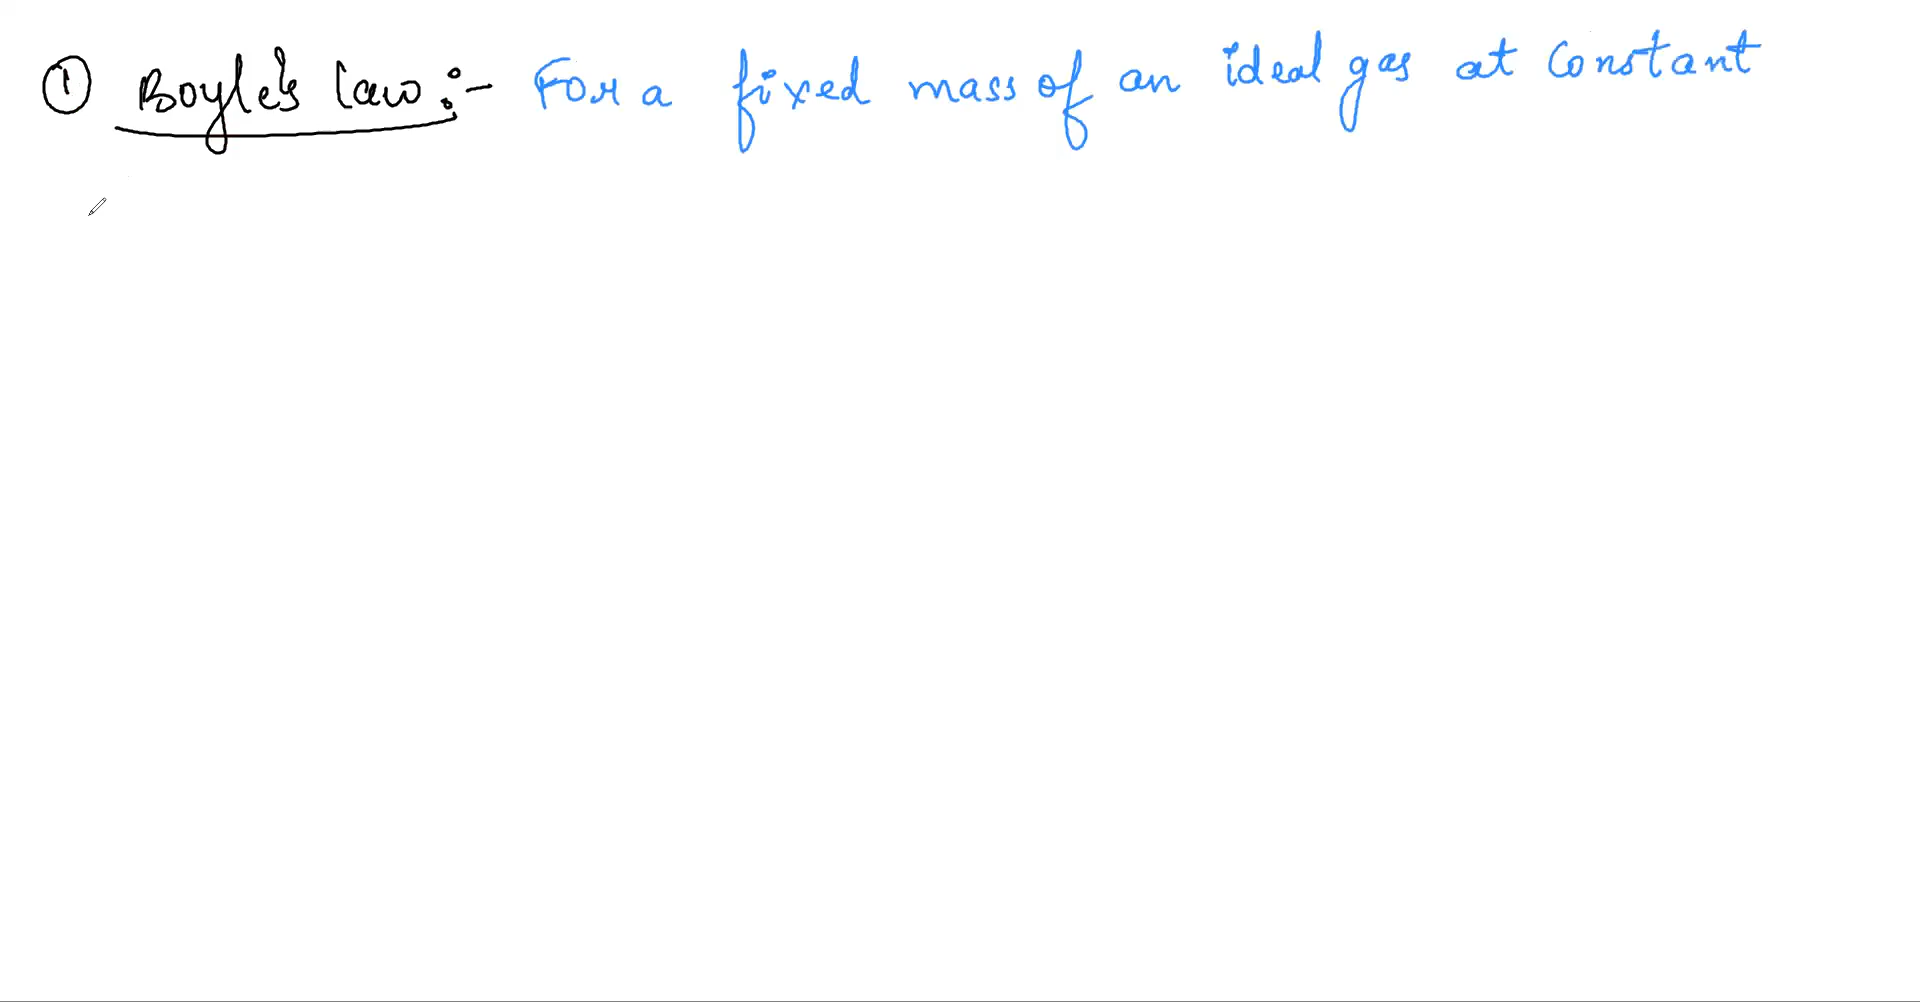 ① Boyle's law :- For a fixed mass of an ideal gas at constant